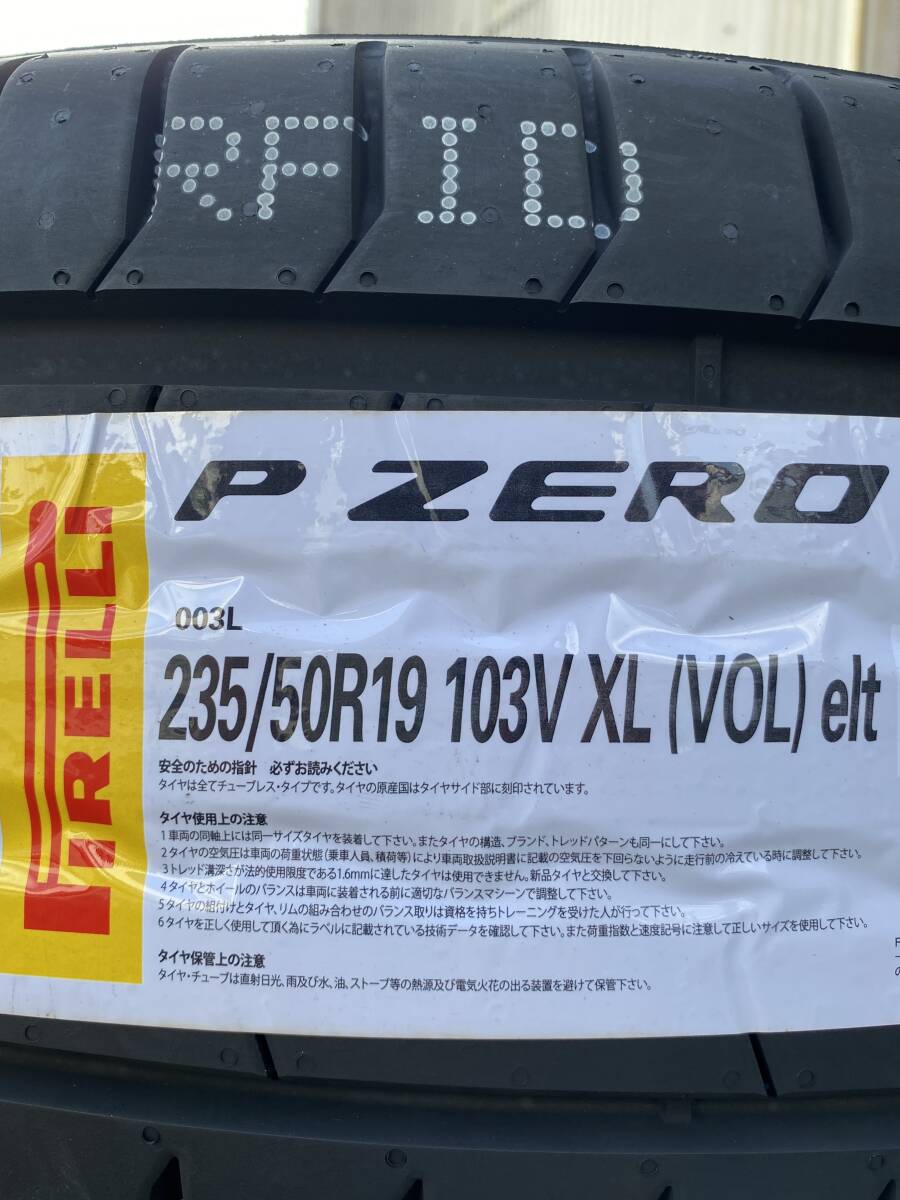 RFID
P ZERO
PIRELLI
003L
235/50R19 103V XL (VOL) elt
安全のための指針 必ずお読みください
タイヤは全てチューブレス・タイプです。タイヤの原産国はタイヤサイド部に刻印されています。
タイヤ使用上の注意
1 車両の同軸上には同一サイズタイヤを装着して下さい。またタイヤの構造、ブランド、トレッドパターンも同一にして下さい。
2 タイヤの空気圧は車両の荷重状態(乗車人員、積荷等)により車両取扱説明書に記載の空気圧を下回らないように走行前の冷えている時に調整して下さい。
3 トレッド溝深さが法的使用限度である1.6mmに達したタイヤは使用できません。新品タイヤと交換して下さい。
4 タイヤとホイールのバランスは車両に装着される前に適切なバランスマシーンで調整して下さい。
5 タイヤの組付けとタイヤ、リムの組み合わせのバランス取りは資格を持ちトレーニングを受けた人が行って下さい。
6 タイヤを正しく使用して頂く為にラベルに記載されている技術データを確認して下さい。また荷重指数と速度記号に注意して正しいサイズを使用して下さい。
タイヤ保管上の注意
タイヤ・チューブは直射日光、雨及び水、油、ストーブ等の熱源及び電気火花の出る装置を避けて保管下さい。